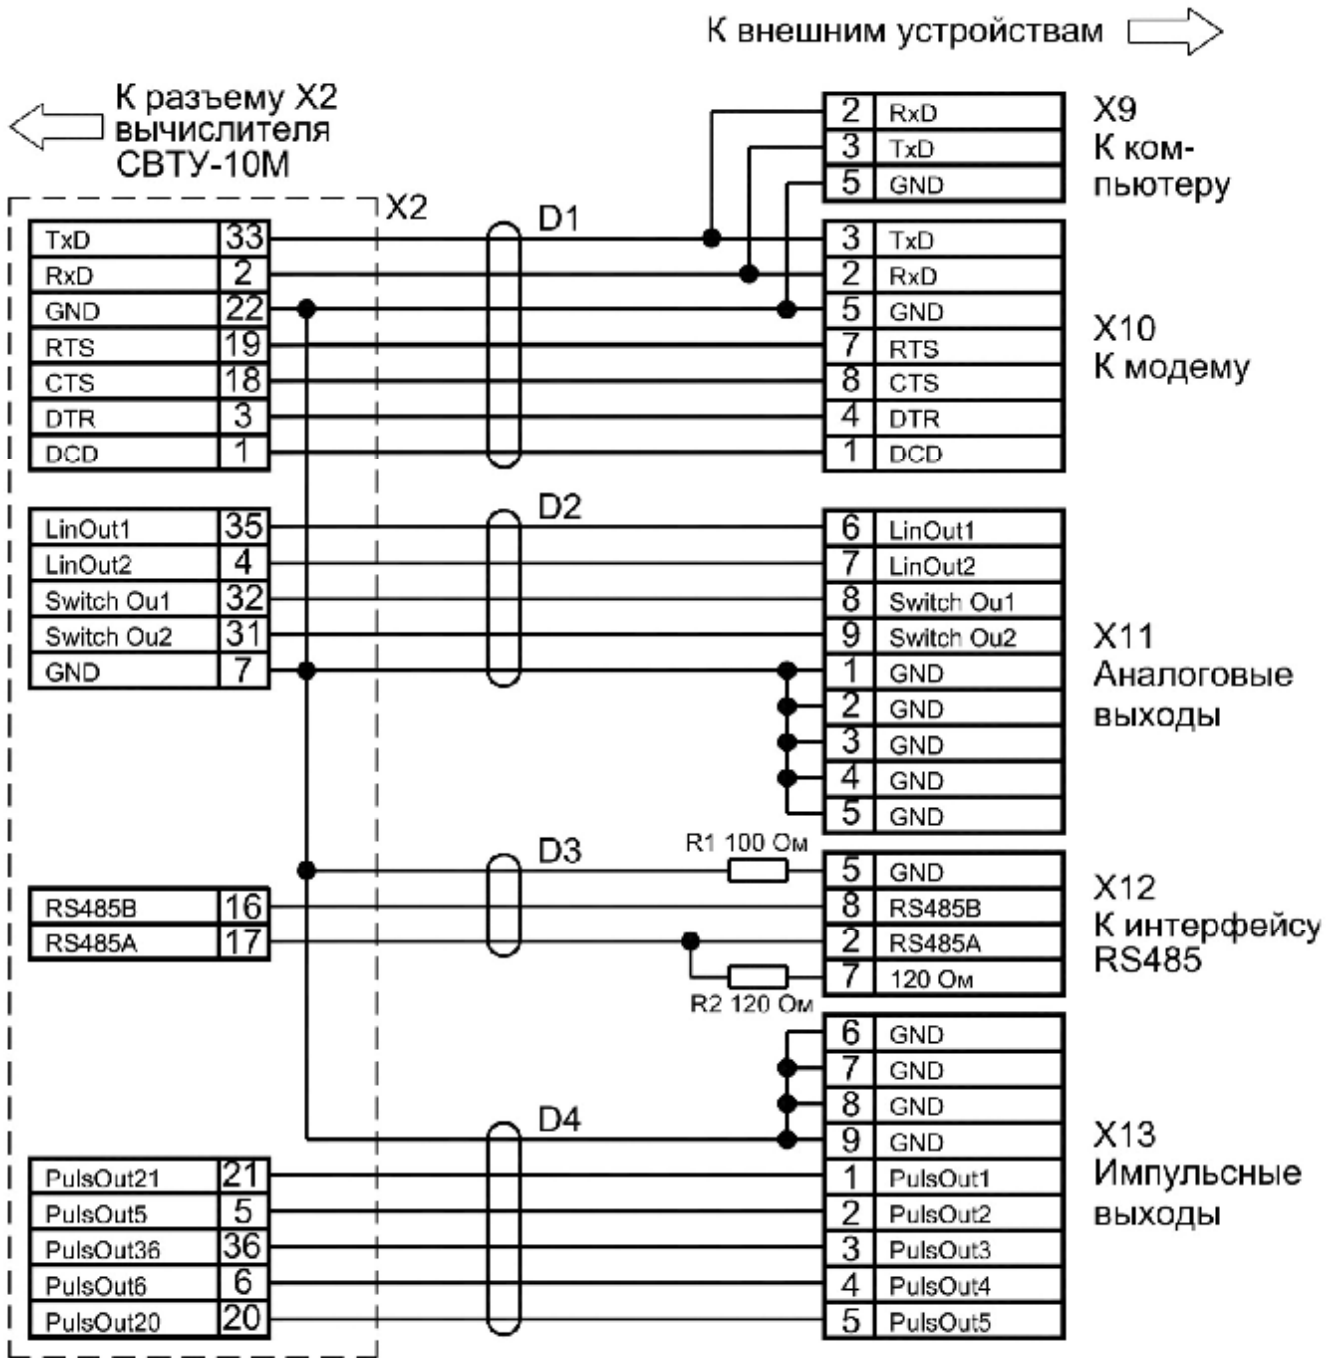 К внешним устройствам
К разъему X2
вычислителя
СВТУ-10М
X2
TxD 33
RxD 2
GND 22
RTS 19
CTS 18
DTR 3
DCD 1
LinOut1 35
LinOut2 4
Switch Ou1 32
Switch Ou2 31
GND 7
RS485B 16
RS485A 17
PulsOut21 21
PulsOut5 5
PulsOut36 36
PulsOut6 6
PulsOut20 20
D1
D2
D3
D4
R1 100 Ом
R2 120 Ом
2 RxD
3 TxD
5 GND
X9
К ком-
пьютеру
3 TxD
2 RxD
5 GND
7 RTS
8 CTS
4 DTR
1 DCD
X10
К модему
6 LinOut1
7 LinOut2
8 Switch Ou1
9 Switch Ou2
1 GND
2 GND
3 GND
4 GND
5 GND
X11
Аналоговые
выходы
5 GND
8 RS485B
2 RS485A
7 120 Ом
X12
К интерфейсу
RS485
6 GND
7 GND
8 GND
9 GND
1 PulsOut1
2 PulsOut2
3 PulsOut3
4 PulsOut4
5 PulsOut5
X13
Импульсные
выходы